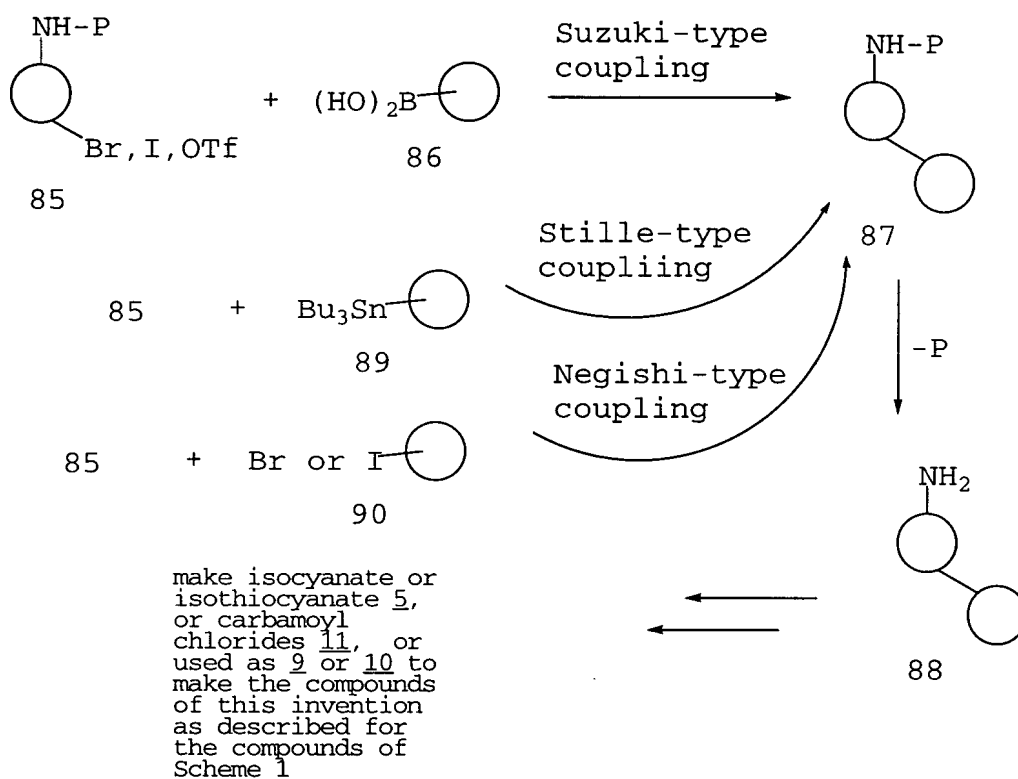 NH-P
Br,I,OTf
85
+
(HO)₂B
86
Suzuki-type
coupling
NH-P
87
85 + Bu₃Sn
89
Stille-type
coupliing
85 + Br or I
90
Negishi-type
coupling
-P
NH₂
88
make isocyanate or
isothiocyanate 5,
or carbamoyl
chlorides 11, or
used as 9 or 10 to
make the compounds
of this invention
as described for
the compounds of
Scheme 1